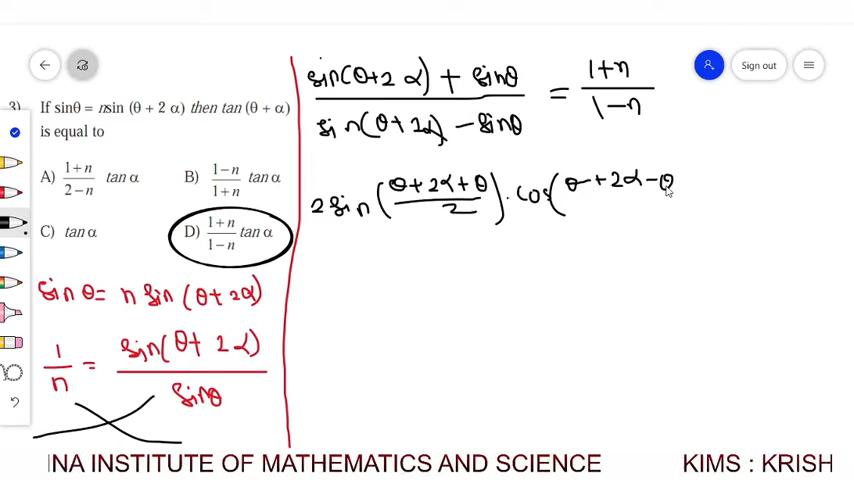 Sign out
3) If sinθ = nsin (θ + 2 α) then tan (θ + α)
is equal to
A) (1+n)/(2−n) tan α B) (1−n)/(1+n) tan α
C) tan α D) (1+n)/(1−n) tan α
sinθ = n sin (θ+2α)
1/n = sin(θ+2α)/sinθ
(sin(θ+2α) + sinθ)/(sin(θ+2α) − sinθ) = (1+n)/(1−n)
2 sin((θ+2α+θ)/2) . cos(θ+2α−θ
NA INSTITUTE OF MATHEMATICS AND SCIENCE KIMS : KRISH